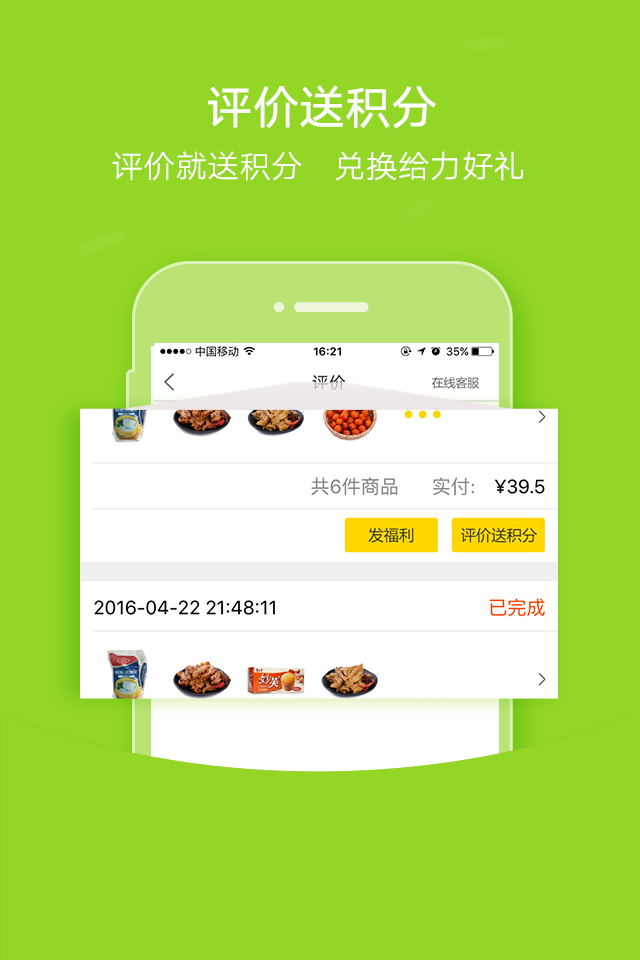 评价送积分
评价就送积分 兑换给力好礼
中国移动 16:21 35%
评价 在线客服
共6件商品 实付: ¥39.5
发福利 评价送积分
2016-04-22 21:48:11 已完成
妙芙